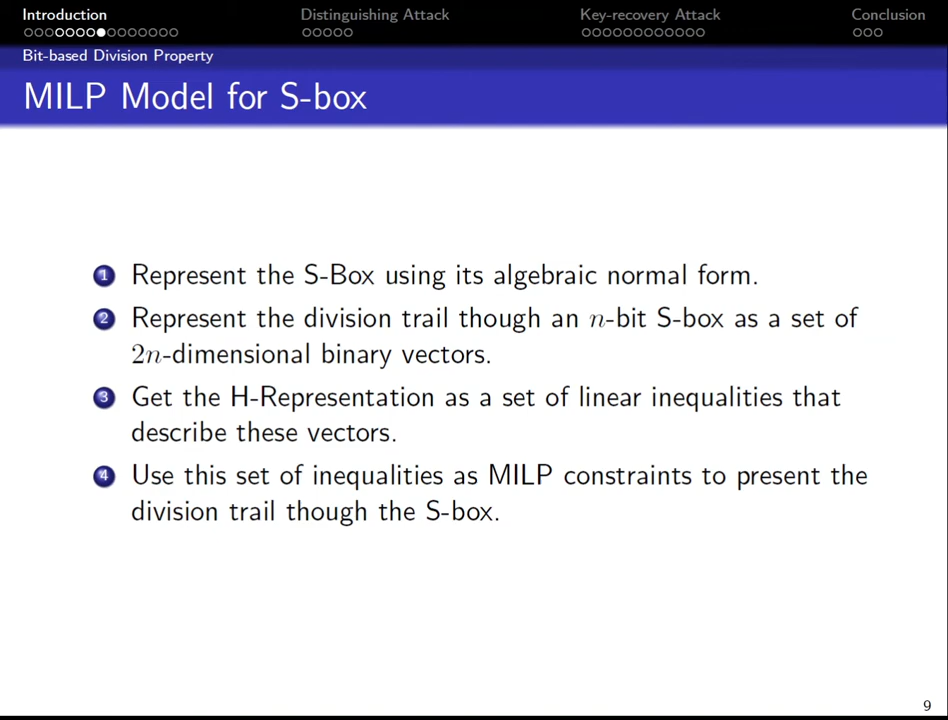 Introduction Distinguishing Attack Key-recovery Attack Conclusion
Bit-based Division Property
MILP Model for S-box
1 Represent the S-Box using its algebraic normal form.
2 Represent the division trail though an n-bit S-box as a set of
2n-dimensional binary vectors.
3 Get the H-Representation as a set of linear inequalities that
describe these vectors.
4 Use this set of inequalities as MILP constraints to present the
division trail though the S-box.
9